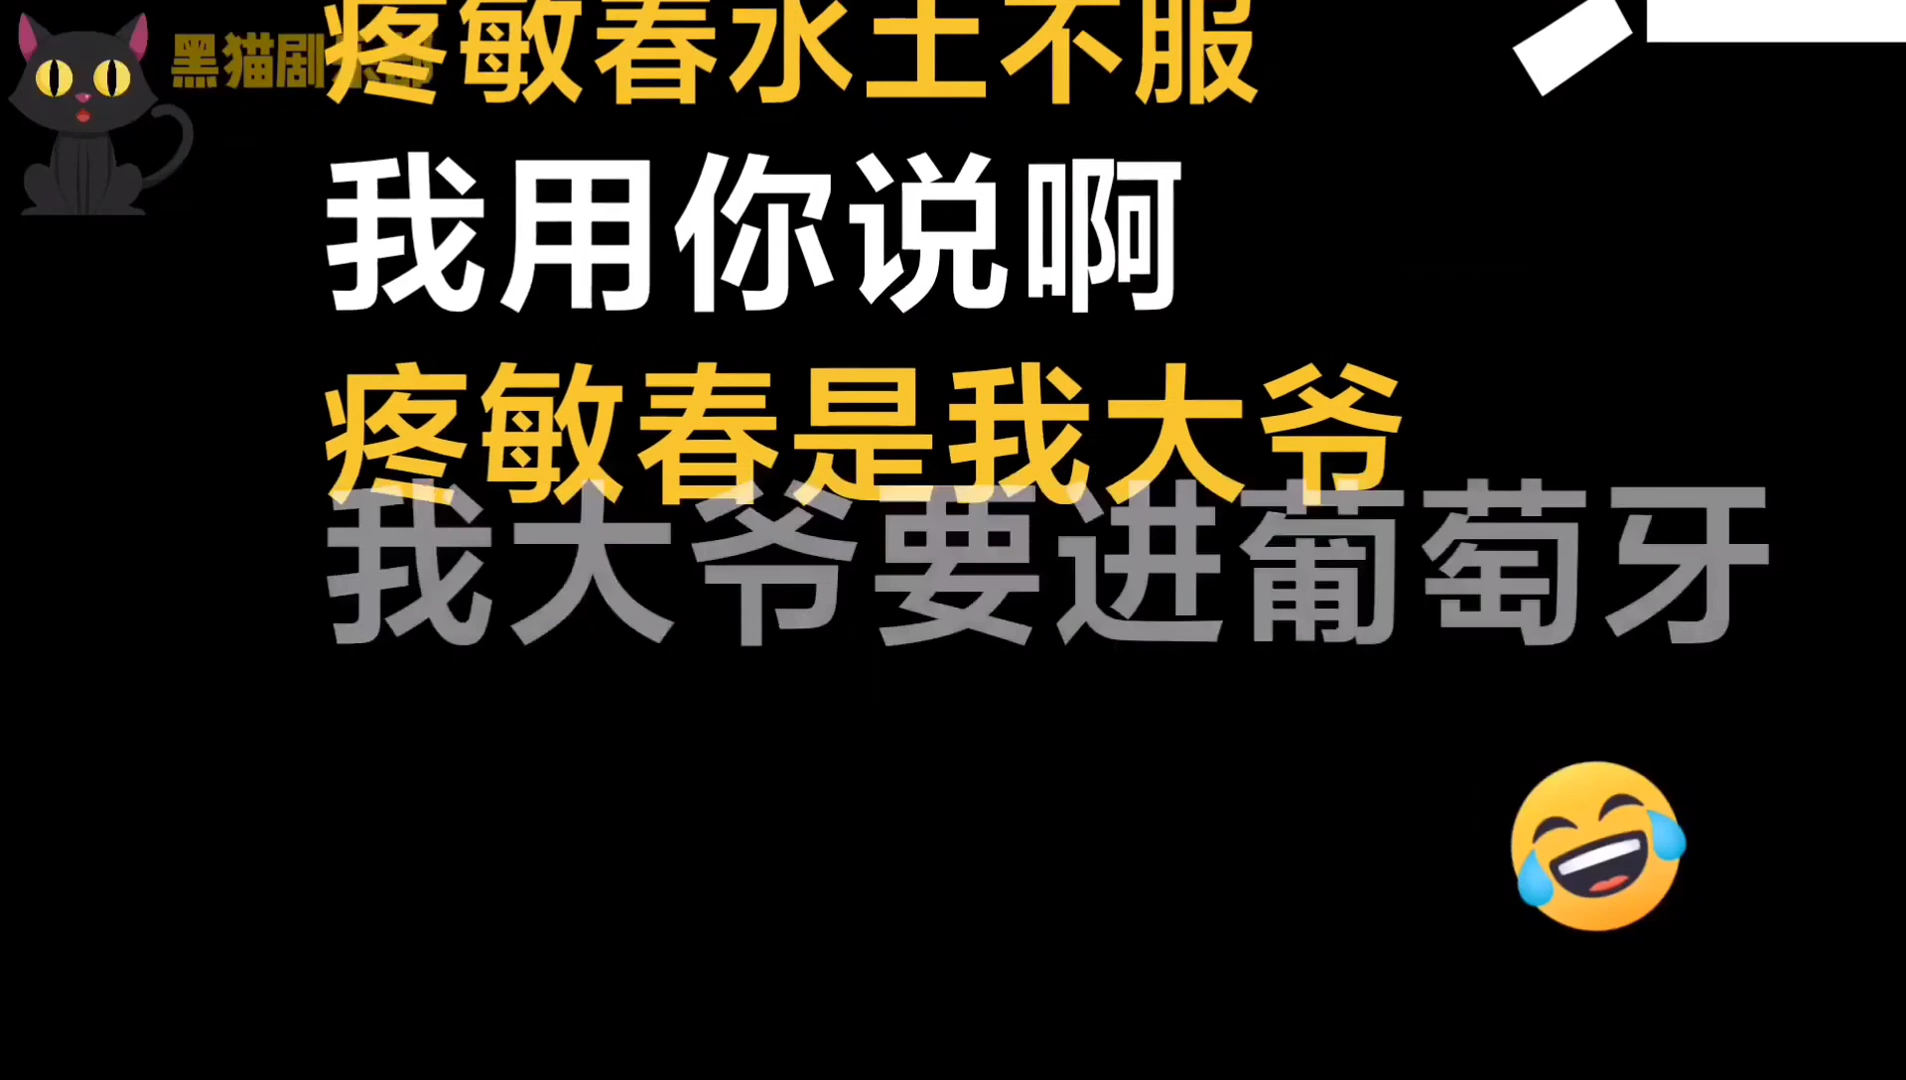 黑猫剧
疼敏春水土不服
我用你说啊
疼敏春是我大爷
我大爷要进葡萄牙